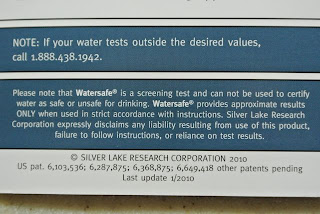 NOTE: If your water tests outside the desired values,
call 1.888.438.1942.
Please note that Watersafe® is a screening test and can not be used to certify
water as safe or unsafe for drinking. Watersafe® provides approximate results
ONLY when used in strict accordance with instructions. Silver Lake Research
Corporation expressly disclaims any liability resulting from use of this product,
failure to follow instructions, or reliance on test results.
© SILVER LAKE RESEARCH CORPORATION 2010
US pat. 6,103,536; 6,287,875; 6,368,875; 6,649,418 other patents pending
Last update 1/2010